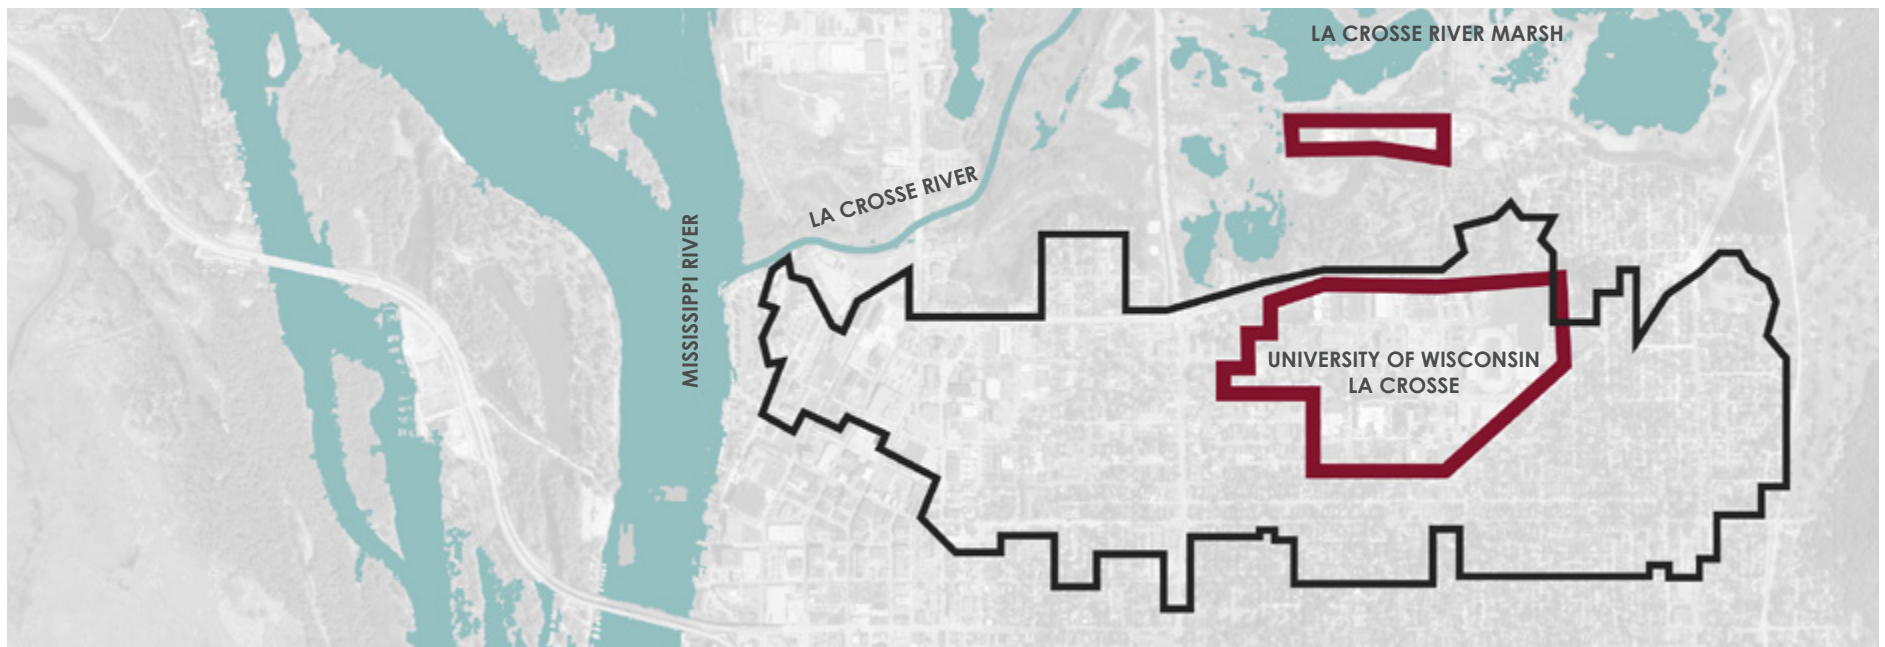 LA CROSSE RIVER MARSH
LA CROSSE RIVER
MISSISSIPPI RIVER
UNIVERSITY OF WISCONSIN
LA CROSSE